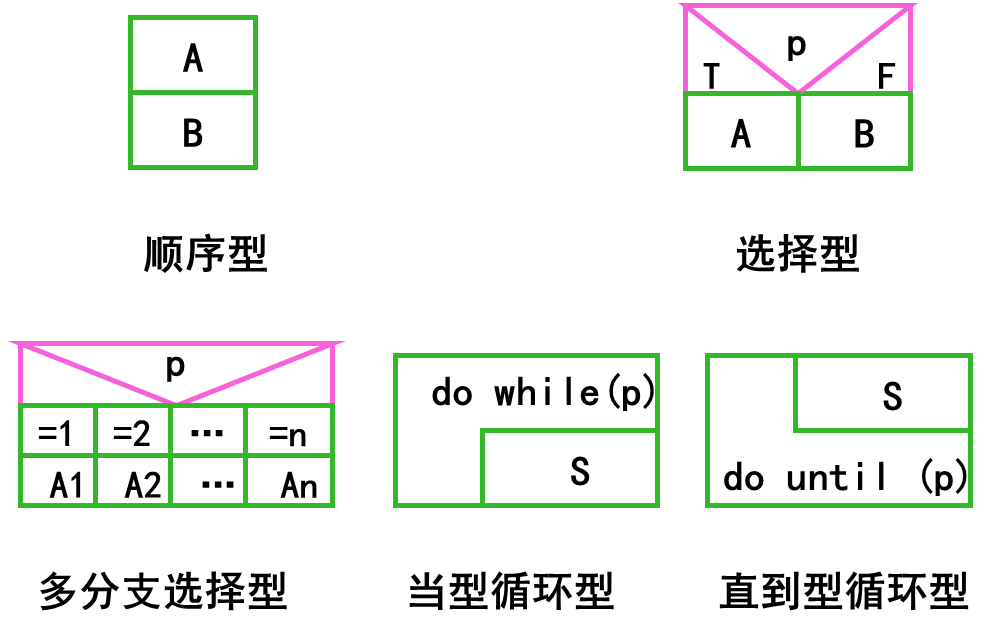 A
B
顺序型
p
T F
A B
选择型
p
=1 =2 … =n
A1 A2 … An
多分支选择型
do while(p)
S
当型循环型
S
do until (p)
直到型循环型